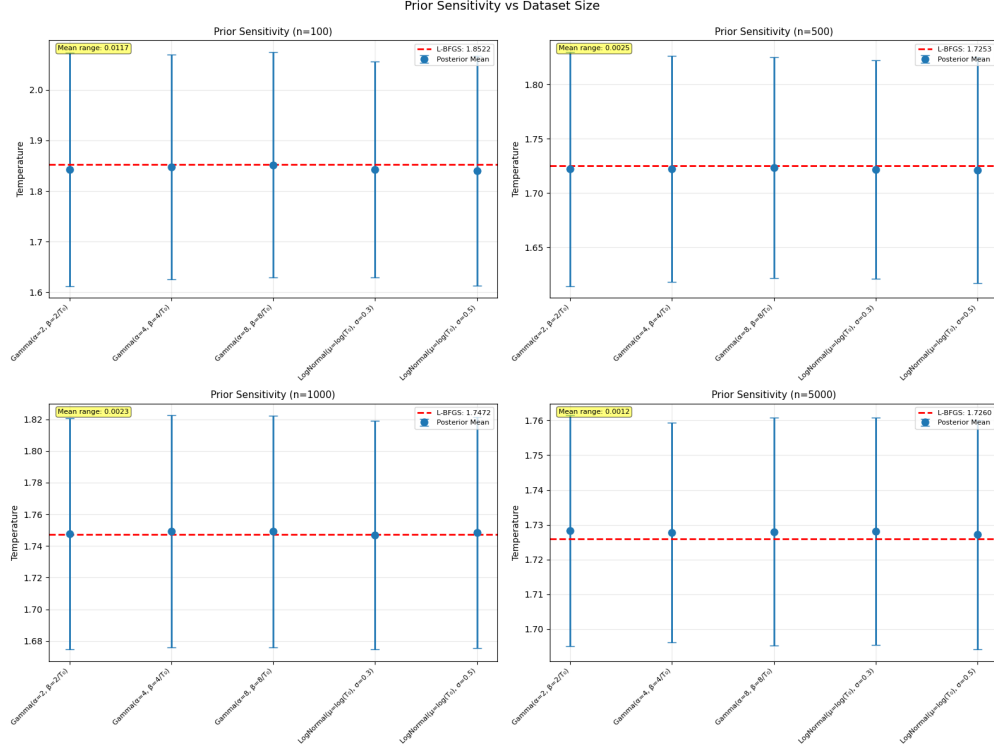 Prior Sensitivity vs Dataset Size
Prior Sensitivity (n=100)
Mean range: 0.0117
L-BFGS: 1.8522
Posterior Mean
Temperature
2.0
1.9
1.8
1.7
1.6
Gamma(α=2, β=2/T₀)
Gamma(α=4, β=4/T₀)
Gamma(α=8, β=8/T₀)
LogNormal(μ=log(T₀), σ=0.3)
LogNormal(μ=log(T₀), σ=0.5)
Prior Sensitivity (n=500)
Mean range: 0.0025
L-BFGS: 1.7253
Posterior Mean
Temperature
1.80
1.75
1.70
1.65
Gamma(α=2, β=2/T₀)
Gamma(α=4, β=4/T₀)
Gamma(α=8, β=8/T₀)
LogNormal(μ=log(T₀), σ=0.3)
LogNormal(μ=log(T₀), σ=0.5)
Prior Sensitivity (n=1000)
Mean range: 0.0023
L-BFGS: 1.7472
Posterior Mean
Temperature
1.82
1.80
1.78
1.76
1.74
1.72
1.70
1.68
Gamma(α=2, β=2/T₀)
Gamma(α=4, β=4/T₀)
Gamma(α=8, β=8/T₀)
LogNormal(μ=log(T₀), σ=0.3)
LogNormal(μ=log(T₀), σ=0.5)
Prior Sensitivity (n=5000)
Mean range: 0.0012
L-BFGS: 1.7260
Posterior Mean
Temperature
1.76
1.75
1.74
1.73
1.72
1.71
1.70
Gamma(α=2, β=2/T₀)
Gamma(α=4, β=4/T₀)
Gamma(α=8, β=8/T₀)
LogNormal(μ=log(T₀), σ=0.3)
LogNormal(μ=log(T₀), σ=0.5)